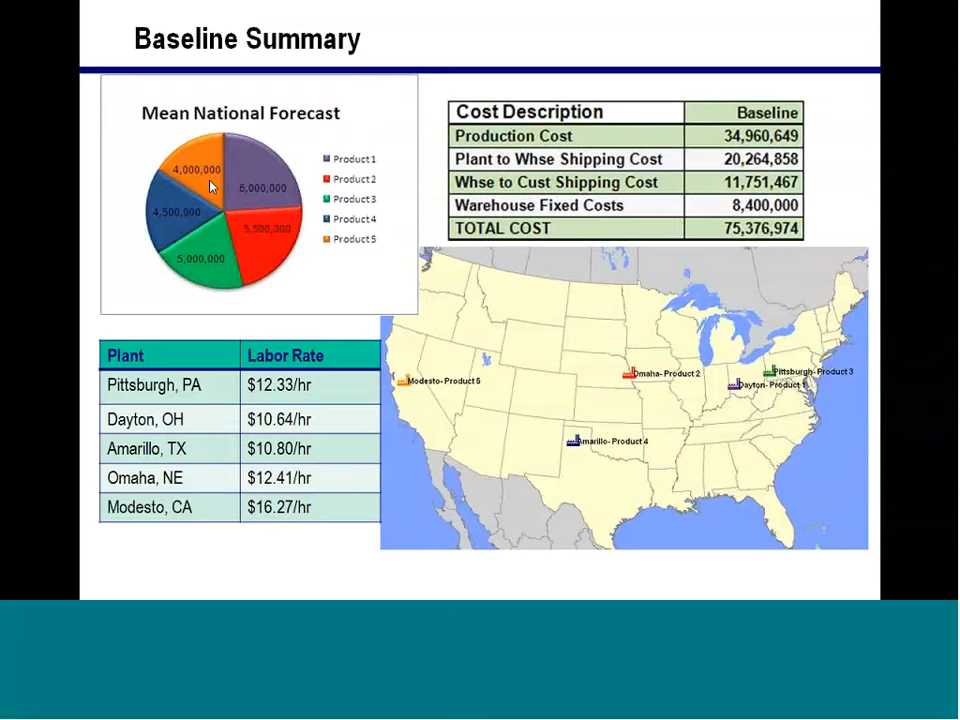 Baseline Summary
Mean National Forecast
4,000,000
6,000,000
4,500,000
5,500,000
5,000,000
Product 1
Product 2
Product 3
Product 4
Product 5
Cost Description Baseline
Production Cost 34,960,649
Plant to Whse Shipping Cost 20,264,858
Whse to Cust Shipping Cost 11,751,467
Warehouse Fixed Costs 8,400,000
TOTAL COST 75,376,974
Plant Labor Rate
Pittsburgh, PA $12.33/hr
Dayton, OH $10.64/hr
Amarillo, TX $10.80/hr
Omaha, NE $12.41/hr
Modesto, CA $16.27/hr
Modesto- Product 5
Omaha- Product 2
Pittsburgh- Product 3
Dayton- Product 1
Amarillo- Product 4